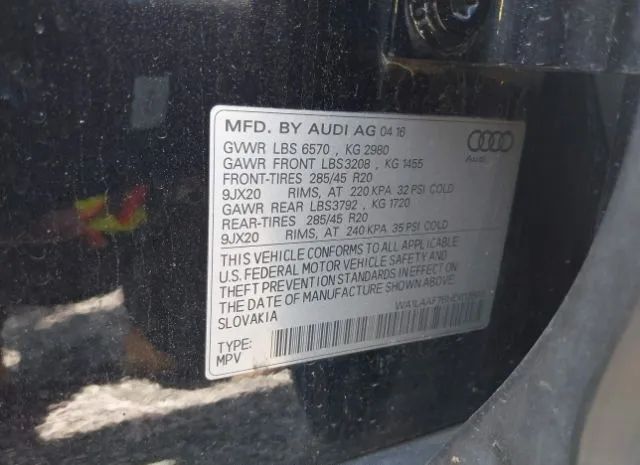 MFD. BY AUDI AG 04 16
GVWR LBS 6570 , KG 2980
GAWR FRONT LBS3208 , KG 1455
FRONT-TIRES 285/45 R20
9JX20 RIMS, AT 220 KPA 32 PSI COLD
GAWR REAR LBS3792 , KG 1720
REAR-TIRES 285/45 R20
9JX20 RIMS, AT 240 KPA 35 PSI COLD
THIS VEHICLE CONFORMS TO ALL APPLICABLE
U.S. FEDERAL MOTOR VEHICLE SAFETY AND
THEFT PREVENTION STANDARDS IN EFFECT ON
THE DATE OF MANUFACTURE SHOWN ABOVE.
SLOVAKIA
TYPE:
MPV
Audi